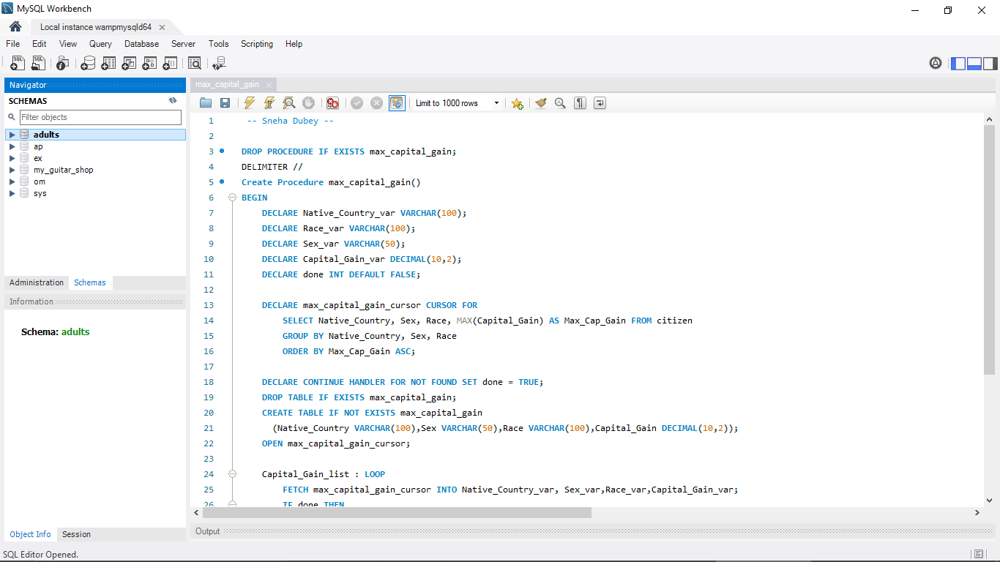 MySQL Workbench
Local instance wampmysqld64
File Edit View Query Database Server Tools Scripting Help
Navigator
SCHEMAS
Filter objects
adults
ap
ex
my_guitar_shop
om
sys
Administration Schemas
Information
Schema: adults
Object Info Session
max_capital_gain
Limit to 1000 rows
1 -- Sneha Dubey --
2
3 DROP PROCEDURE IF EXISTS max_capital_gain;
4 DELIMITER //
5 Create Procedure max_capital_gain()
6 BEGIN
7 DECLARE Native_Country_var VARCHAR(100);
8 DECLARE Race_var VARCHAR(100);
9 DECLARE Sex_var VARCHAR(50);
10 DECLARE Capital_Gain_var DECIMAL(10,2);
11 DECLARE done INT DEFAULT FALSE;
12
13 DECLARE max_capital_gain_cursor CURSOR FOR
14 SELECT Native_Country, Sex, Race, MAX(Capital_Gain) AS Max_Cap_Gain FROM citizen
15 GROUP BY Native_Country, Sex, Race
16 ORDER BY Max_Cap_Gain ASC;
17
18 DECLARE CONTINUE HANDLER FOR NOT FOUND SET done = TRUE;
19 DROP TABLE IF EXISTS max_capital_gain;
20 CREATE TABLE IF NOT EXISTS max_capital_gain
21 (Native_Country VARCHAR(100),Sex VARCHAR(50),Race VARCHAR(100),Capital_Gain DECIMAL(10,2));
22 OPEN max_capital_gain_cursor;
23
24 Capital_Gain_list : LOOP
25 FETCH max_capital_gain_cursor INTO Native_Country_var, Sex_var,Race_var,Capital_Gain_var;
26 IF done THEN
Output
SQL Editor Opened.